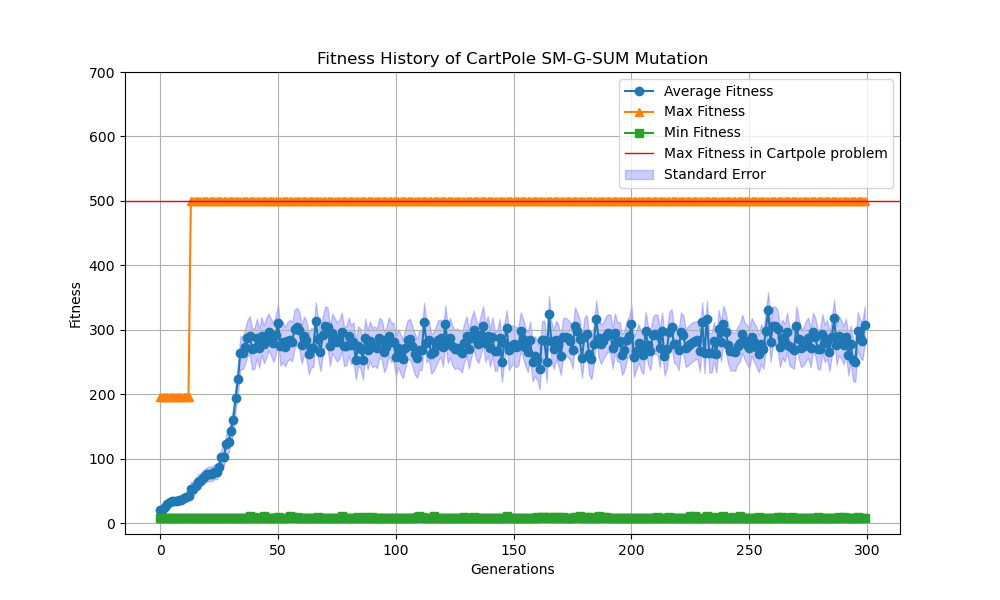 Fitness History of CartPole SM-G-SUM Mutation
700
600
500
400
300
200
100
0
Fitness
Average Fitness
Max Fitness
Min Fitness
Max Fitness in Cartpole problem
Standard Error
0 50 100 150 200 250 300
Generations